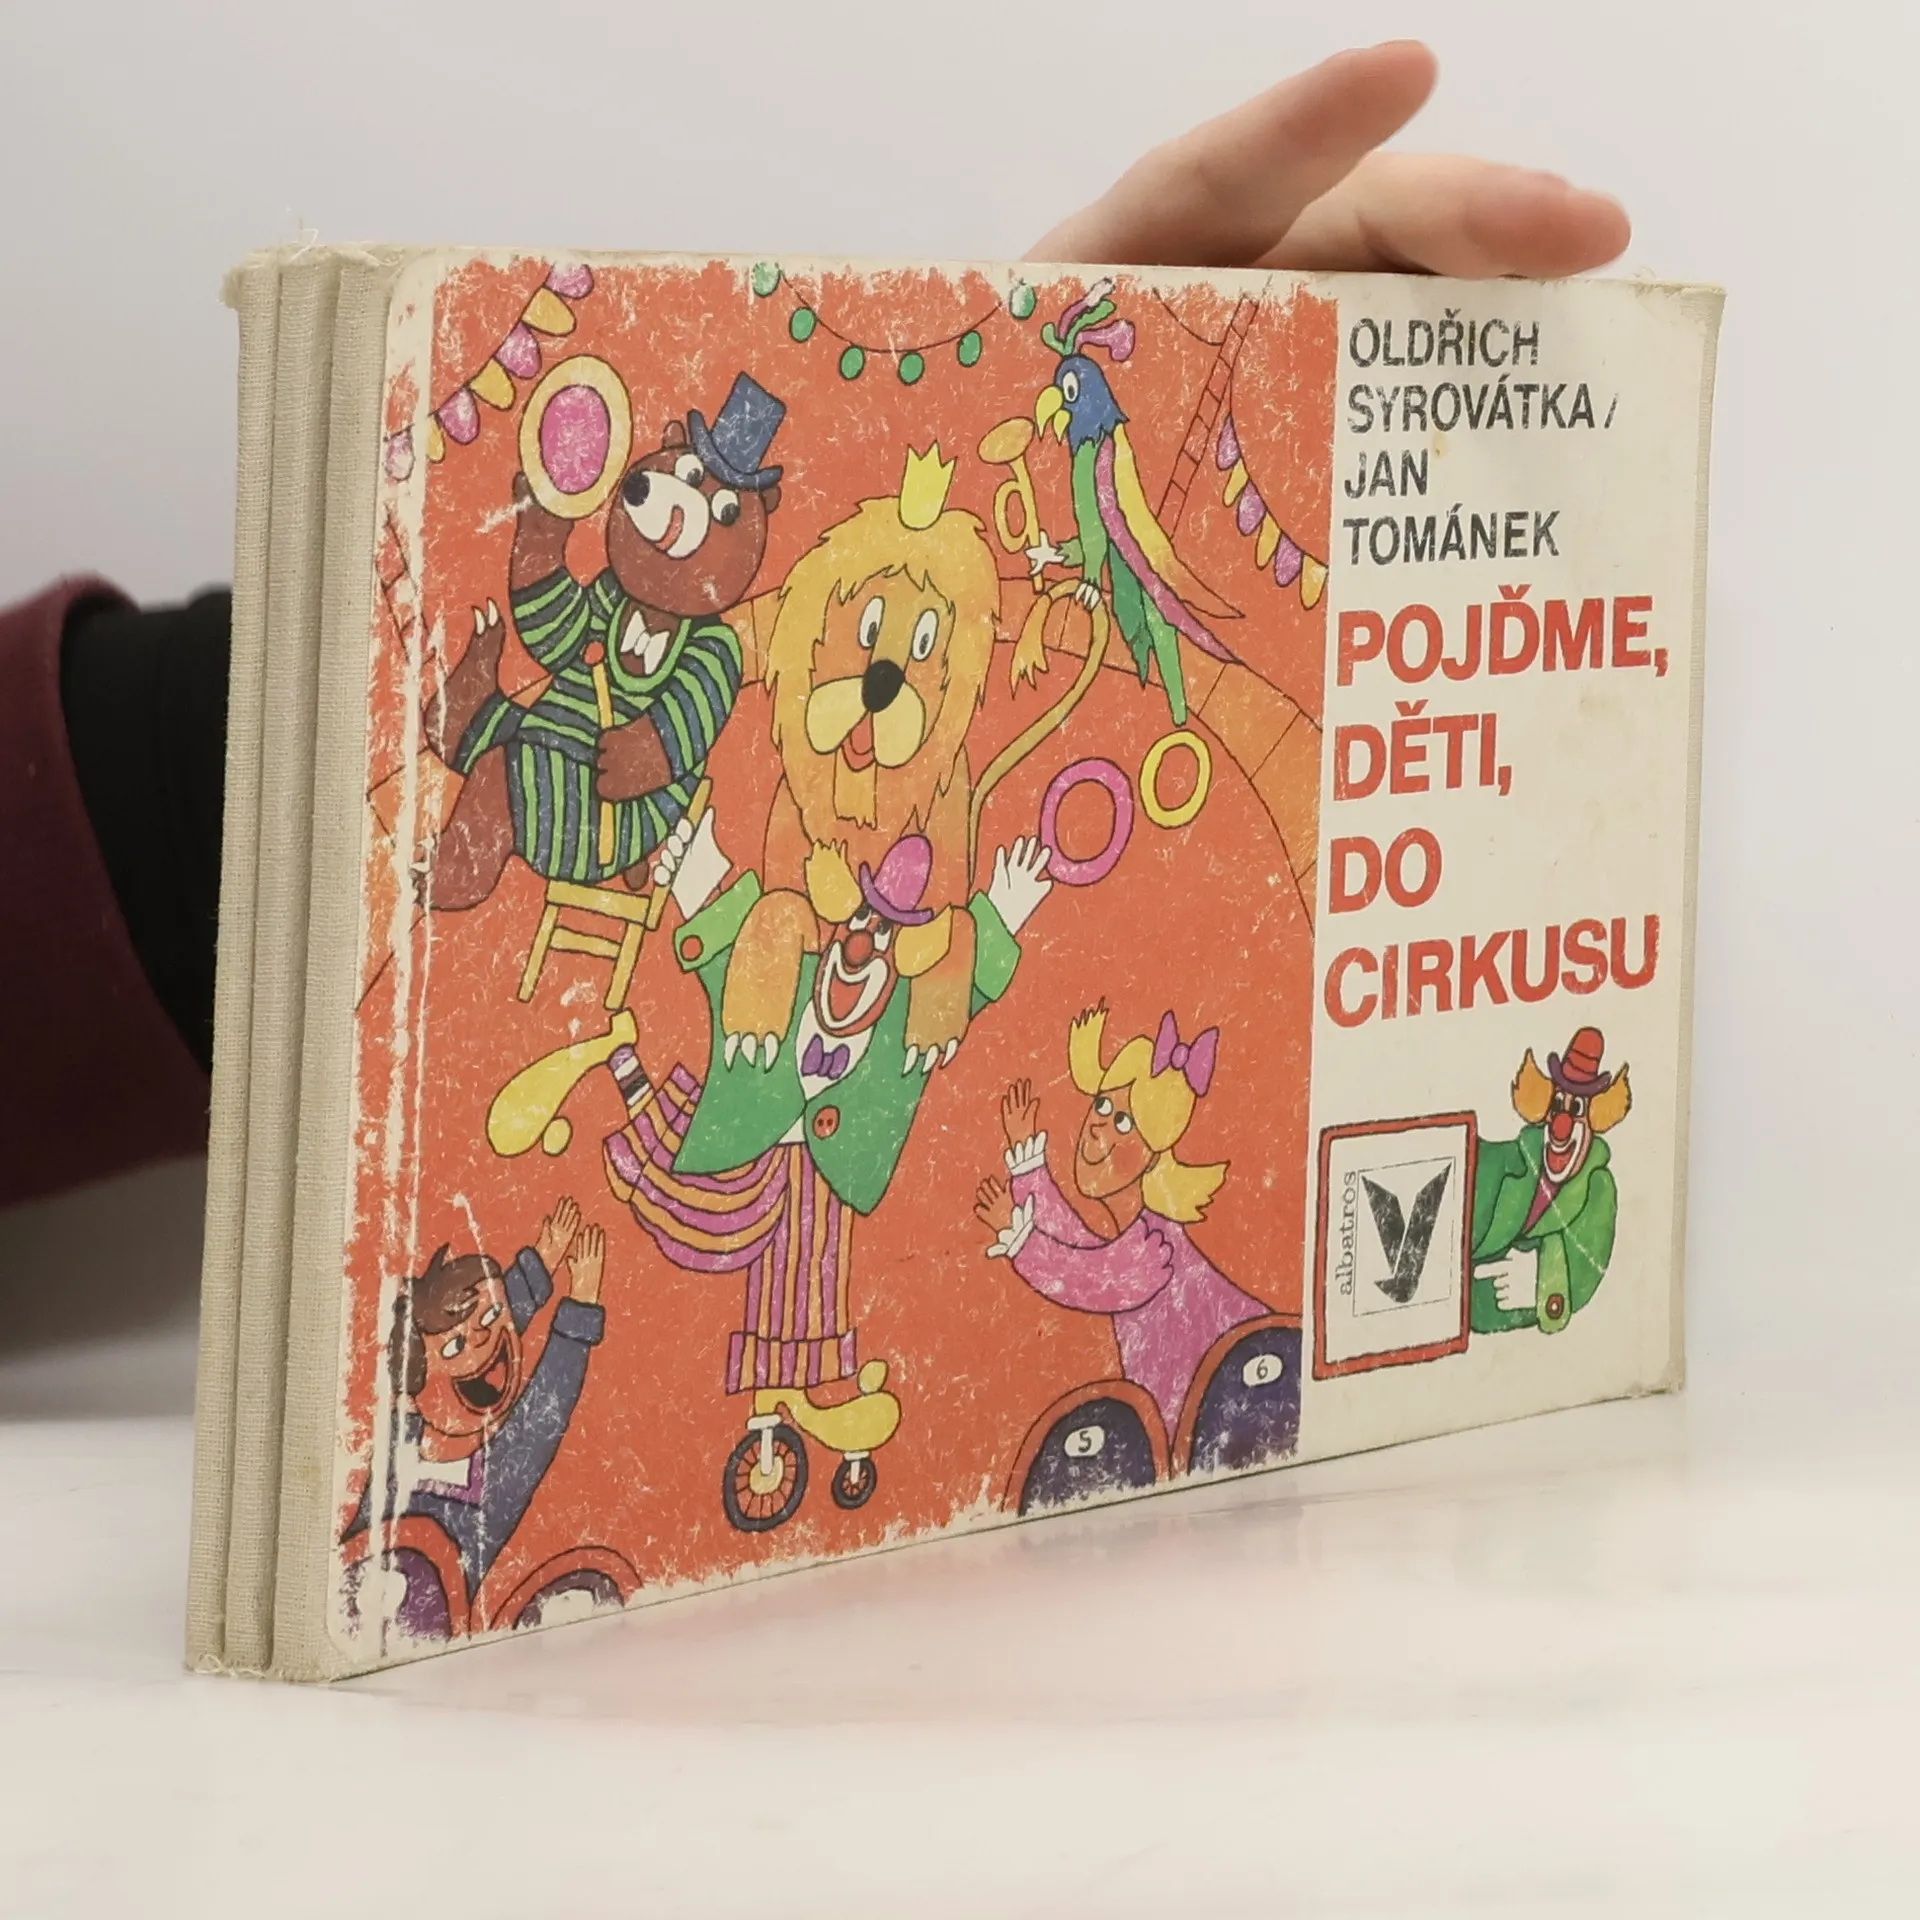 OLDŘICH
SYROVÁTKA/
JAN
TOMÁNEK
POJĎME,
DĚTI,
DO
CIRKUSU
albatros
5
6